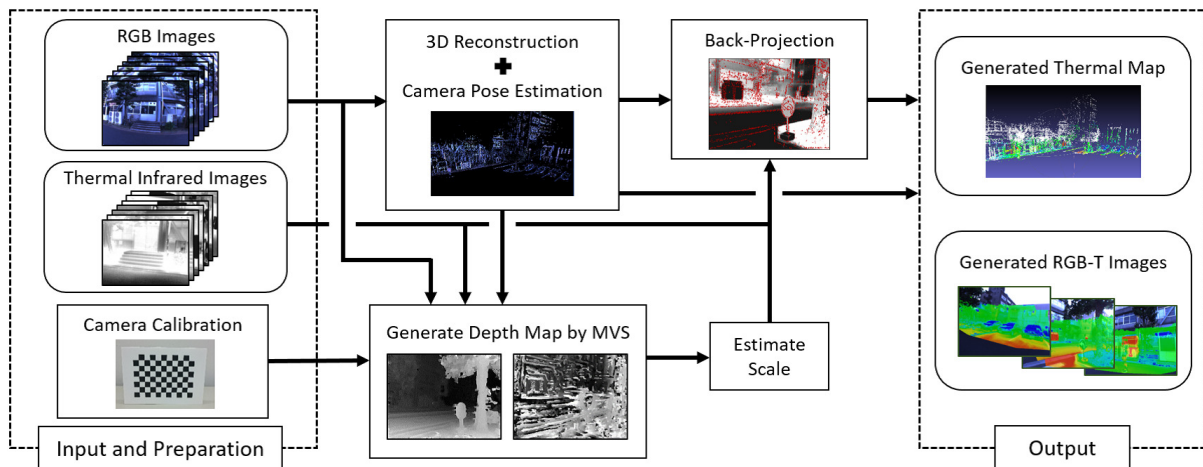 RGB Images
Thermal Infrared Images
Camera Calibration
Input and Preparation
3D Reconstruction
+
Camera Pose Estimation
Generate Depth Map by MVS
Back-Projection
Estimate
Scale
Generated Thermal Map
Generated RGB-T Images
Output